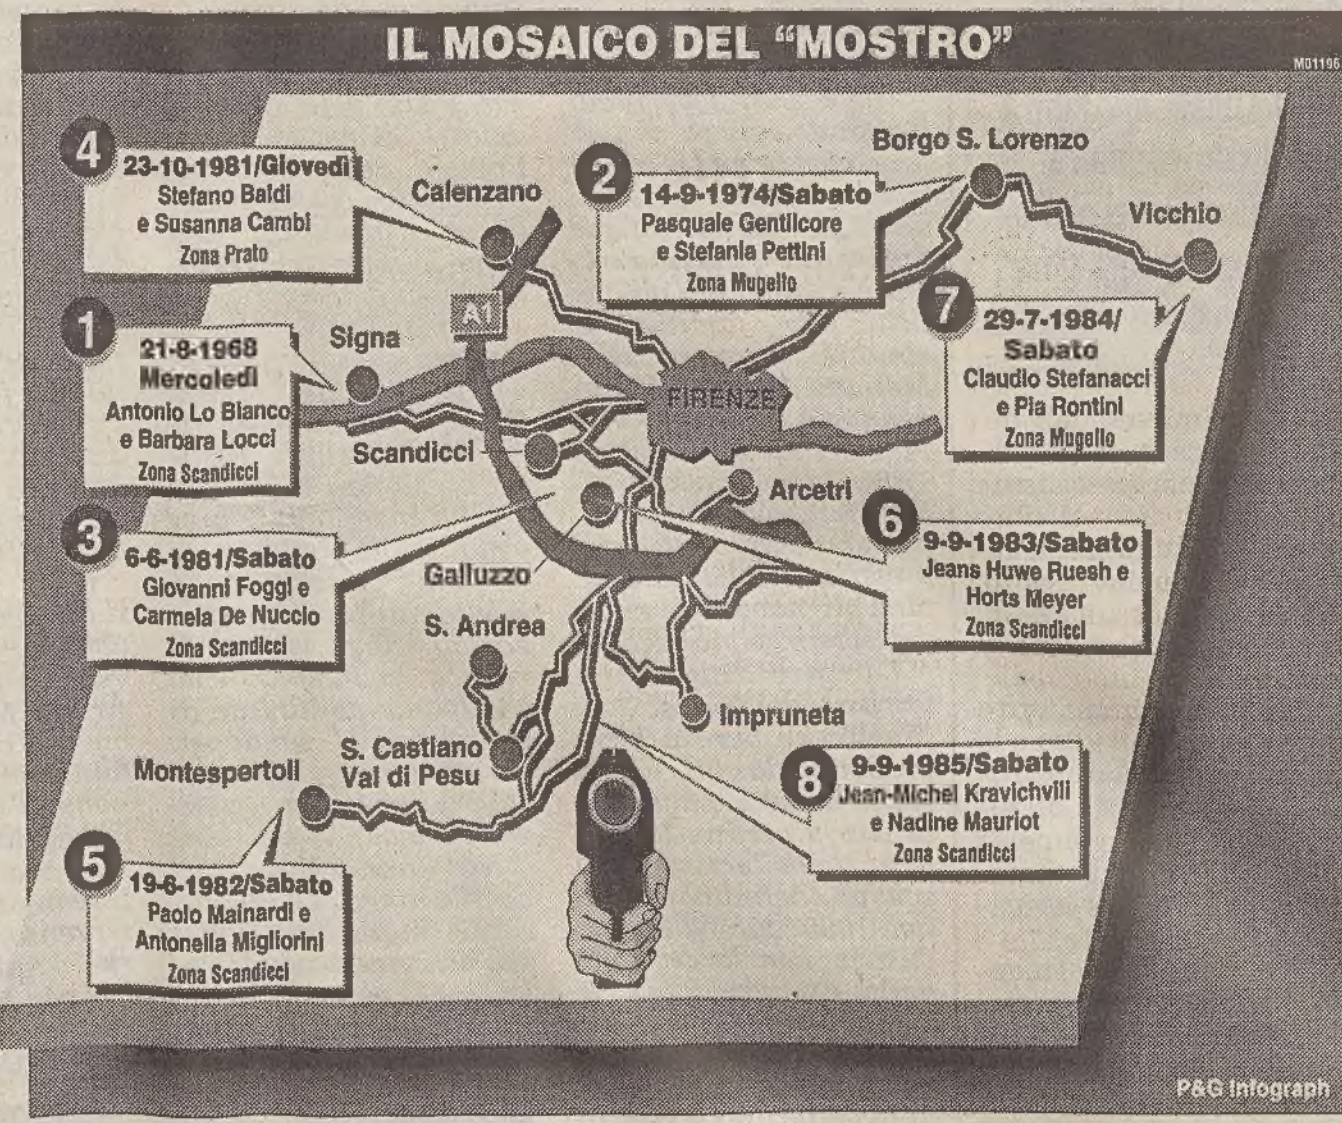 IL MOSAICO DEL “MOSTRO”
M01196
4
23-10-1981/Giovedì
Stefano Baldi
e Susanna Cambi
Zona Prato
Calenzano
2
14-9-1974/Sabato
Pasquale Gentilcore
e Stefania Pettini
Zona Mugello
Borgo S. Lorenzo
Vicchio
A1
1
21-8-1968
Mercoledì
Antonio Lo Bianco
e Barbara Locci
Zona Scandicci
Signa
FIRENZE
7
29-7-1984/
Sabato
Claudio Stefanacci
e Pia Rontini
Zona Mugello
Scandicci
Arcetri
3
6-6-1981/Sabato
Giovanni Foggi e
Carmela De Nuccio
Zona Scandicci
Galluzzo
6
9-9-1983/Sabato
Jeans Huwe Ruesh e
Horts Meyer
Zona Scandicci
S. Andrea
Impruneta
S. Castiano
Val di Pesu
Montespertoli
8
9-9-1985/Sabato
Jean-Michel Kravichvili
e Nadine Mauriot
Zona Scandicci
5
19-6-1982/Sabato
Paolo Mainardi e
Antonella Migliorini
Zona Scandicci
P&G Infograph